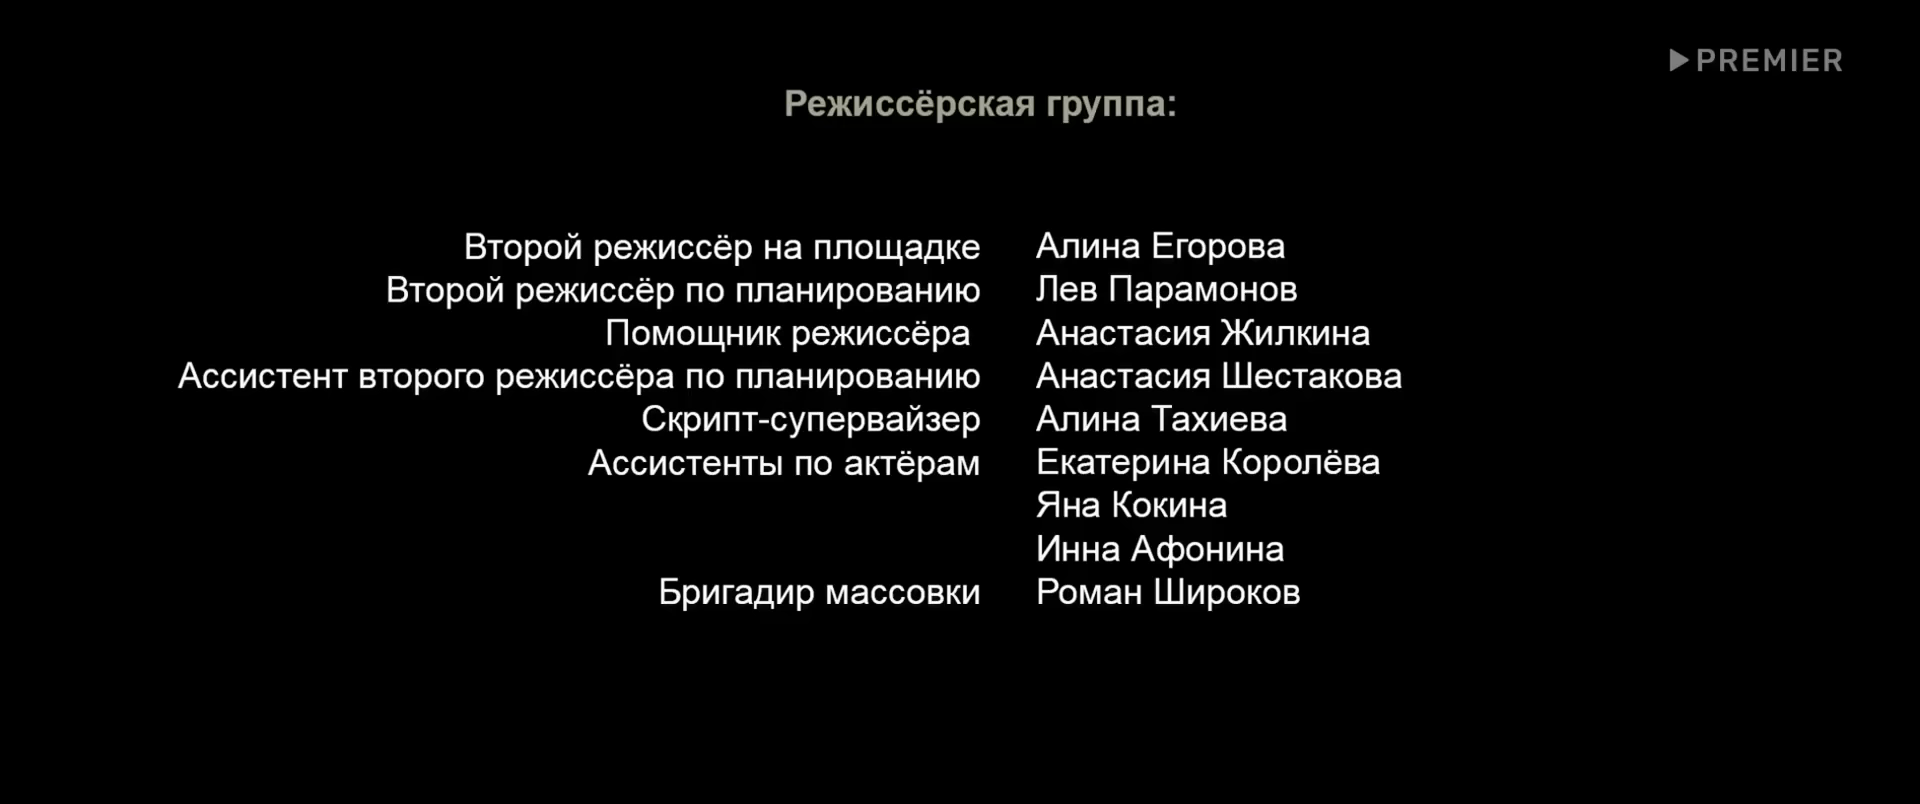 PREMIER
Режиссёрская группа:
Второй режиссёр на площадке Алина Егорова
Второй режиссёр по планированию Лев Парамонов
Помощник режиссёра Анастасия Жилкина
Ассистент второго режиссёра по планированию Анастасия Шестакова
Скрипт-супервайзер Алина Тахиева
Ассистенты по актёрам Екатерина Королёва
Яна Кокина
Инна Афонина
Бригадир массовки Роман Широков